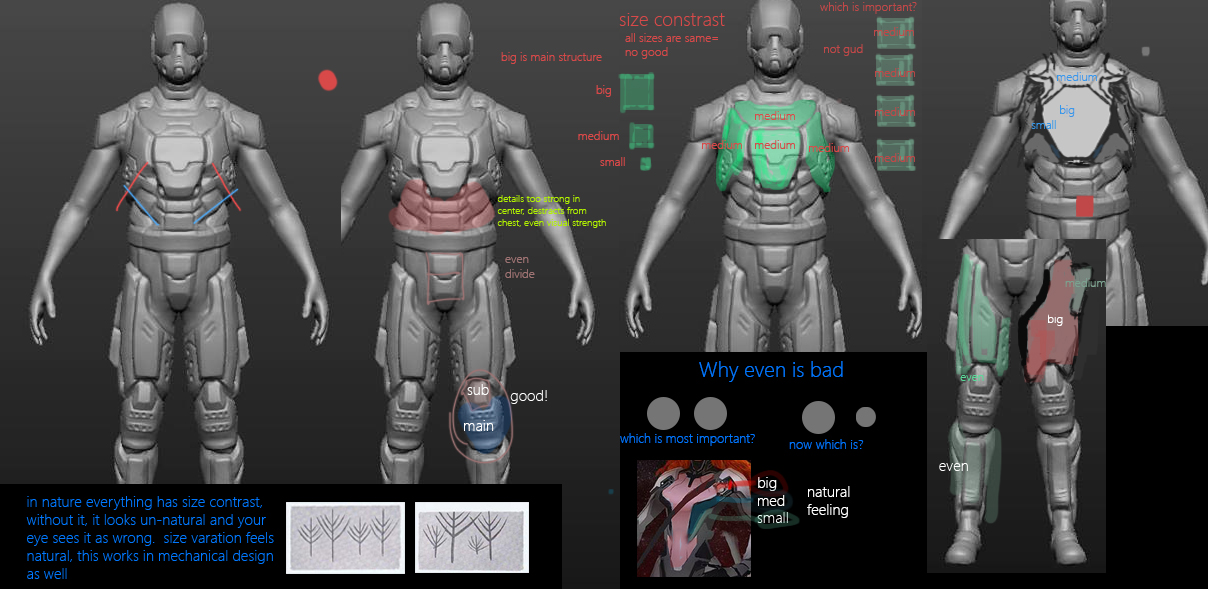 big is main structure
details too strong in
center, destracts from
chest, even visual strength
even
divide
sub
good!
main
in nature everything has size contrast,
without it, it looks un-natural and your
eye sees it as wrong. size varation feels
natural, this works in mechanical design
as well
size constrast
all sizes are same=
no good
big
medium
small
medium
medium
medium
medium
which is important?
not gud
medium
medium
medium
medium
medium
big
small
Why even is bad
which is most important?
now which is?
big
med
small
natural
feeling
medium
big
even
even